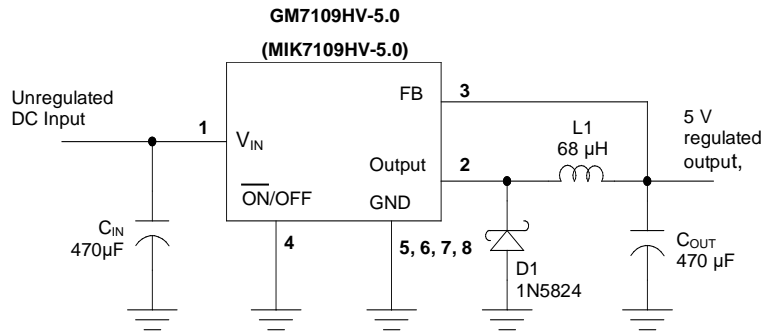 GM7109HV-5.0
(MIK7109HV-5.0)
Unregulated
DC Input
1
V_IN
FB
3
Output
2
ON/OFF
GND
4
5, 6, 7, 8
L1
68 µH
5 V
regulated
output,
C_IN
470µF
D1
1N5824
C_OUT
470 µF